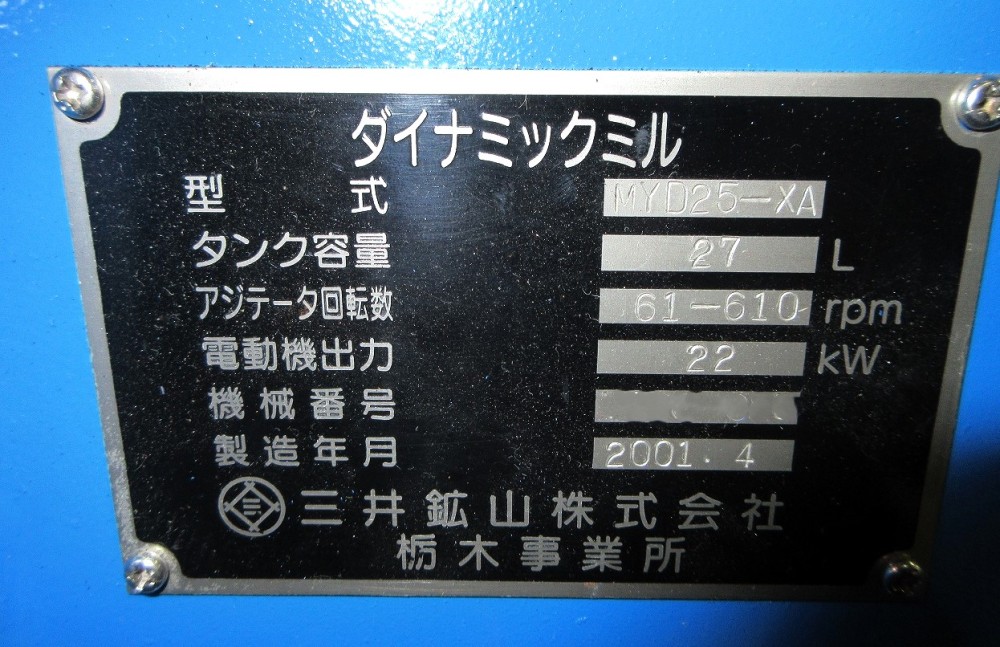 ダイナミックミル
型 式 MYD25-XA
タンク容量 27 L
アジテータ回転数 61-610 rpm
電動機出力 22 kW
機械番号
製造年月 2001.4
三井鉱山株式会社
栃木事業所